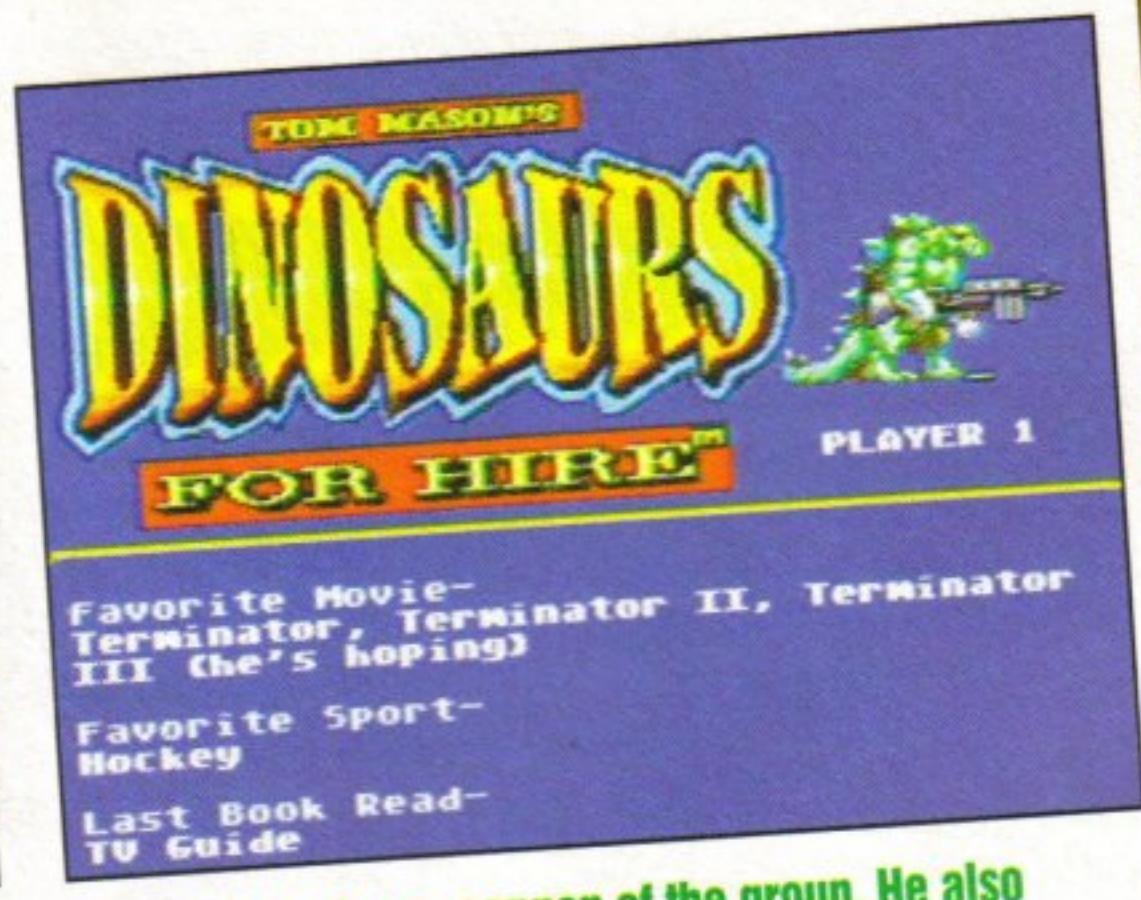 TOM MASON'S
DINOSAURS
FOR HIRE™
PLAYER 1
Favorite Movie-
Terminator, Terminator II, Terminator
III (he's hoping)
Favorite Sport-
Hockey
Last Book Read-
TV Guide
of the group. He also